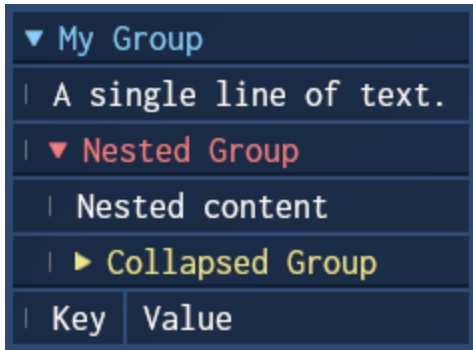 My Group
A single line of text.
Nested Group
Nested content
Collapsed Group
Key Value